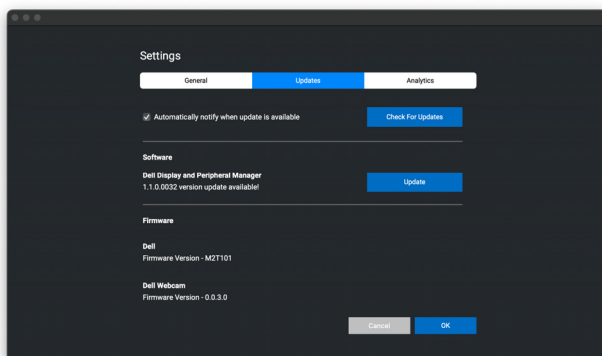 Settings
General
Updates
Analytics
Automatically notify when update is available
Check For Updates
Software
Dell Display and Peripheral Manager
1.1.0.0032 version update available!
Update
Firmware
Dell
Firmware Version - M2T101
Dell Webcam
Firmware Version - 0.0.3.0
Cancel
OK